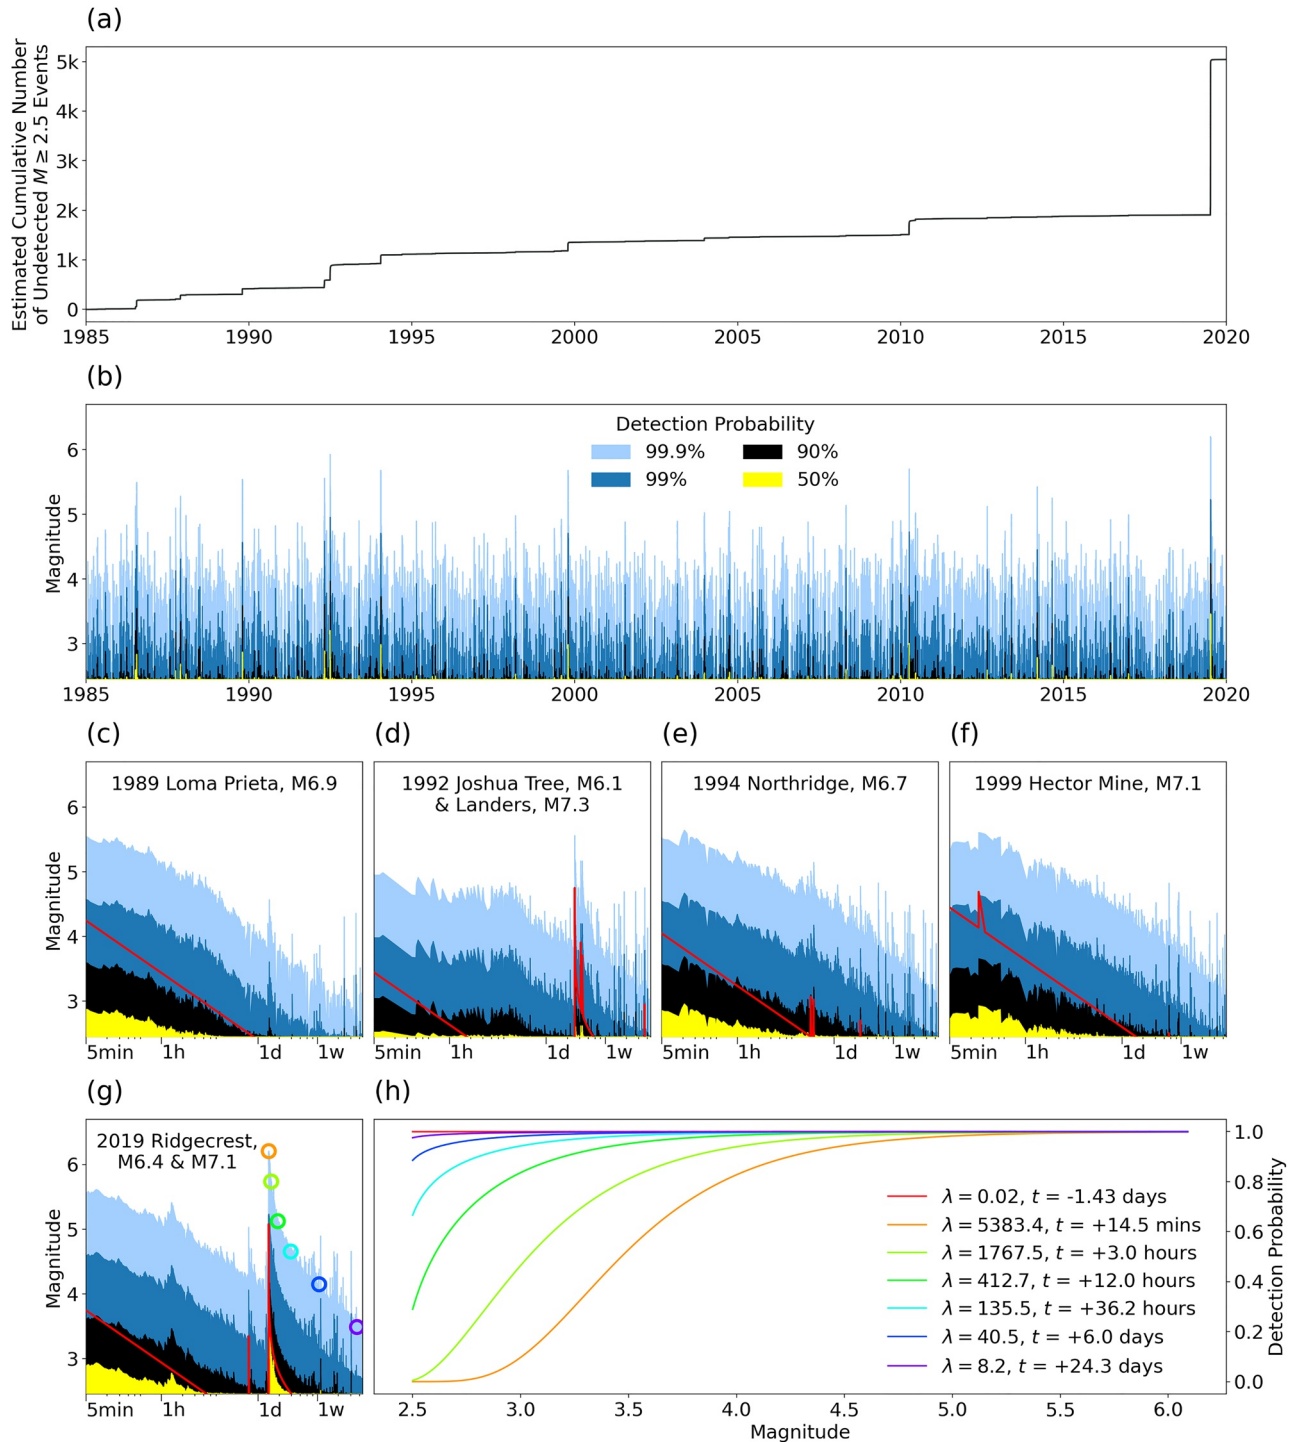 (a)
Estimated Cumulative Number
of Undetected M ≥ 2.5 Events
5k
4k
3k
2k
1k
0
1985 1990 1995 2000 2005 2010 2015 2020
(b)
Magnitude
6
5
4
3
Detection Probability
99.9% 90%
99% 50%
1985 1990 1995 2000 2005 2010 2015 2020
(c) (d) (e) (f)
Magnitude
6
5
4
3
1989 Loma Prieta, M6.9
5min 1h 1d 1w
1992 Joshua Tree, M6.1
& Landers, M7.3
5min 1h 1d 1w
1994 Northridge, M6.7
5min 1h 1d 1w
1999 Hector Mine, M7.1
5min 1h 1d 1w
(g) (h)
Magnitude
6
5
4
3
2019 Ridgecrest,
M6.4 & M7.1
5min 1h 1d 1w
λ = 0.02, t = -1.43 days
λ = 5383.4, t = +14.5 mins
λ = 1767.5, t = +3.0 hours
λ = 412.7, t = +12.0 hours
λ = 135.5, t = +36.2 hours
λ = 40.5, t = +6.0 days
λ = 8.2, t = +24.3 days
1.0
0.8
0.6
0.4
0.2
0.0
Detection Probability
2.5 3.0 3.5 4.0 4.5 5.0 5.5 6.0
Magnitude